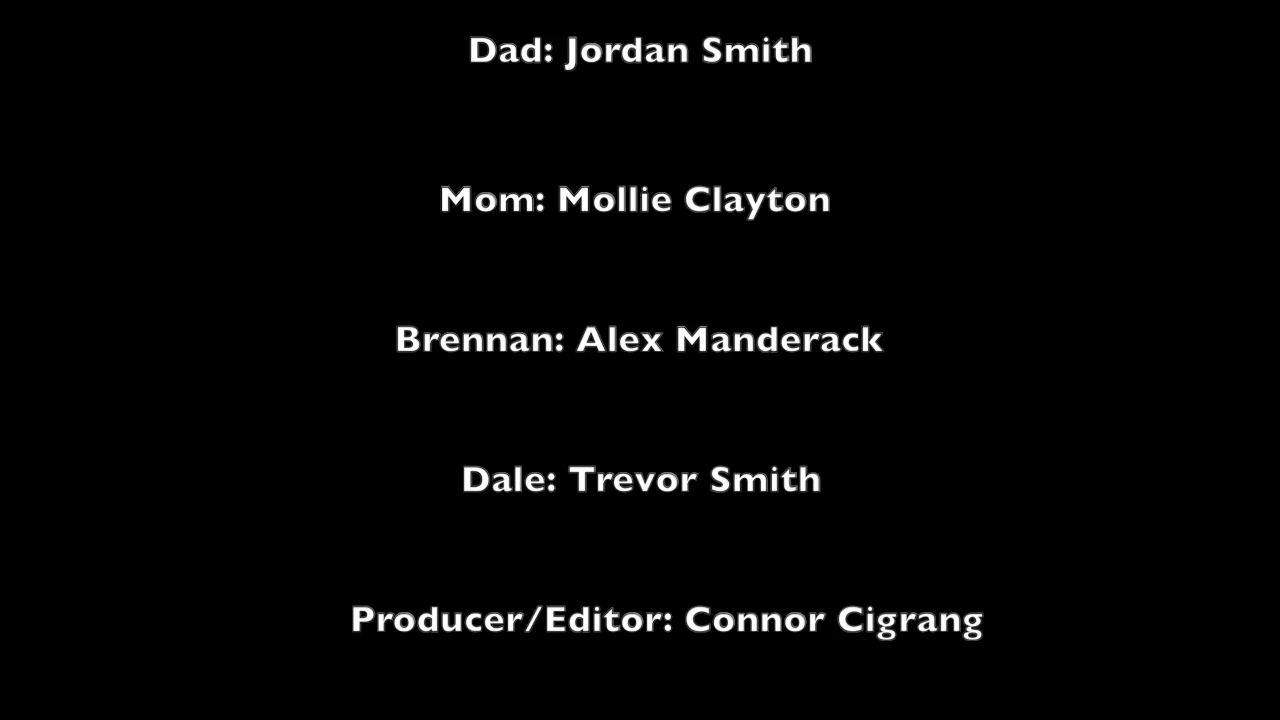 Dad: Jordan Smith
Mom: Mollie Clayton
Brennan: Alex Manderack
Dale: Trevor Smith
Producer/Editor: Connor Cigrang